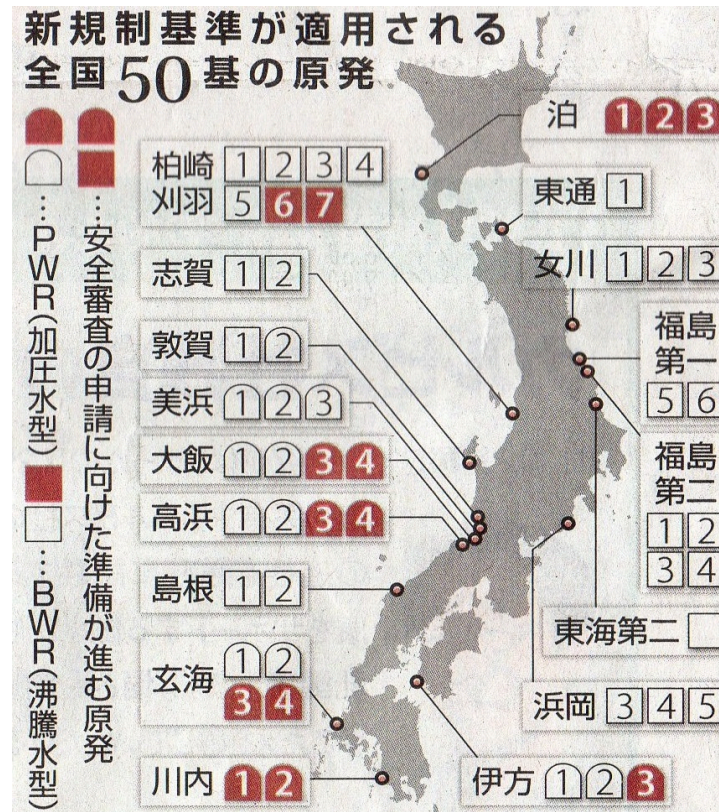 新規制基準が適用される
全国50基の原発
…安全審査の申請に向けた準備が進む原発
…PWR(加圧水型)
…BWR(沸騰水型)
泊 1 2 3
東通 1
女川 1 2 3
福島
第一
5 6
福島
第二
1 2
3 4
東海第二
浜岡 3 4 5
伊方 1 2 3
柏崎 1 2 3 4
刈羽 5 6 7
志賀 1 2
敦賀 1 2
美浜 1 2 3
大飯 1 2 3 4
高浜 1 2 3 4
島根 1 2
玄海 1 2
3 4
川内 1 2